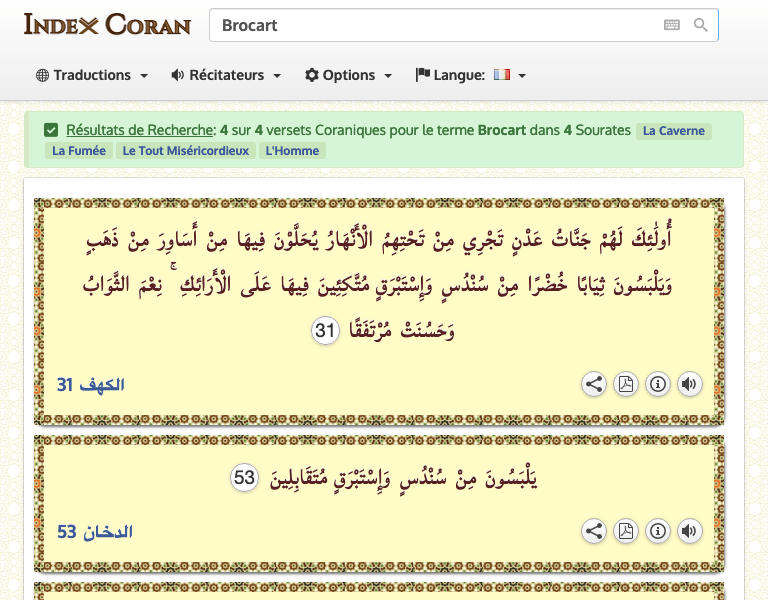 INDEX CORAN
Brocart
Traductions Récitateurs Options Langue:
Résultats de Recherche: 4 sur 4 versets Coraniques pour le terme Brocart dans 4 Sourates La Caverne
La Fumée Le Tout Miséricordieux L'Homme
أُولَٰئِكَ لَهُمْ جَنَّاتُ عَدْنٍ تَجْرِي مِنْ تَحْتِهِمُ الْأَنْهَارُ يُحَلَّوْنَ فِيهَا مِنْ أَسَاوِرَ مِنْ ذَهَبٍ
وَيَلْبَسُونَ ثِيَابًا خُضْرًا مِنْ سُنْدُسٍ وَإِسْتَبْرَقٍ مُتَّكِئِينَ فِيهَا عَلَى الْأَرَائِكِ ۚ نِعْمَ الثَّوَابُ
وَحَسُنَتْ مُرْتَفَقًا 31
الكهف 31
يَلْبَسُونَ مِنْ سُنْدُسٍ وَإِسْتَبْرَقٍ مُتَقَابِلِينَ 53
الدخان 53